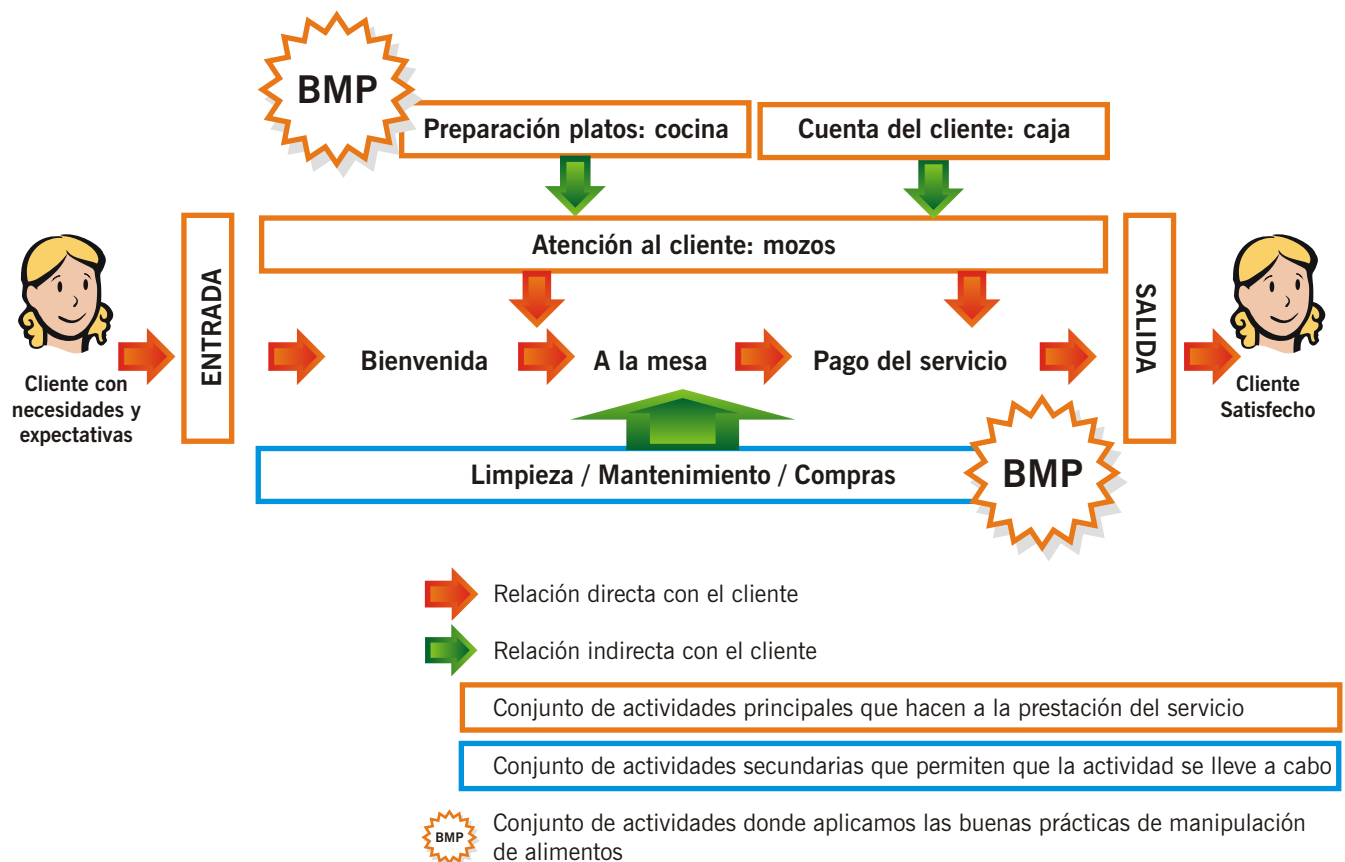 BMP
Preparación platos: cocina
Cuenta del cliente: caja
Atención al cliente: mozos
ENTRADA
SALIDA
Bienvenida
A la mesa
Pago del servicio
Cliente con
necesidades y
expectativas
Cliente
Satisfecho
Limpieza / Mantenimiento / Compras
BMP
Relación directa con el cliente
Relación indirecta con el cliente
Conjunto de actividades principales que hacen a la prestación del servicio
Conjunto de actividades secundarias que permiten que la actividad se lleve a cabo
BMP
Conjunto de actividades donde aplicamos las buenas prácticas de manipulación
de alimentos